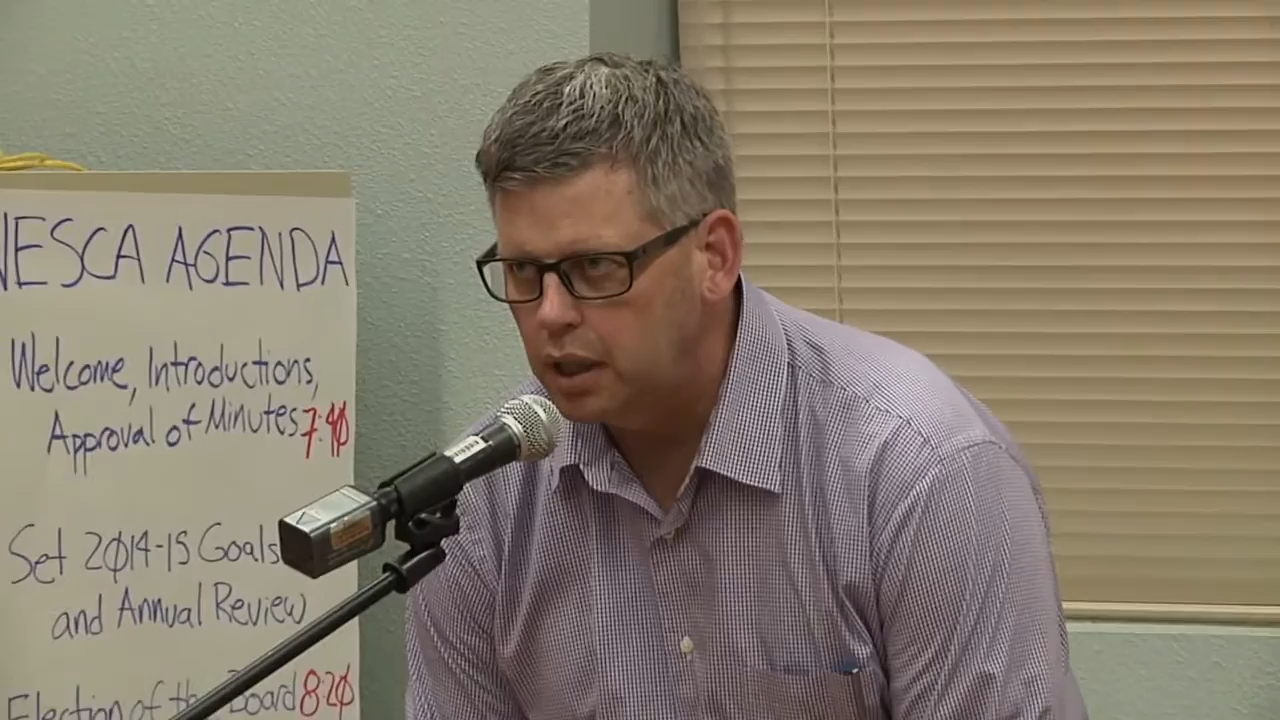 NESCA AGENDA
Welcome, Introductions,
Approval of Minutes 7:40
Set 2014-15 Goals
and Annual Review
Election of the Board 8:20